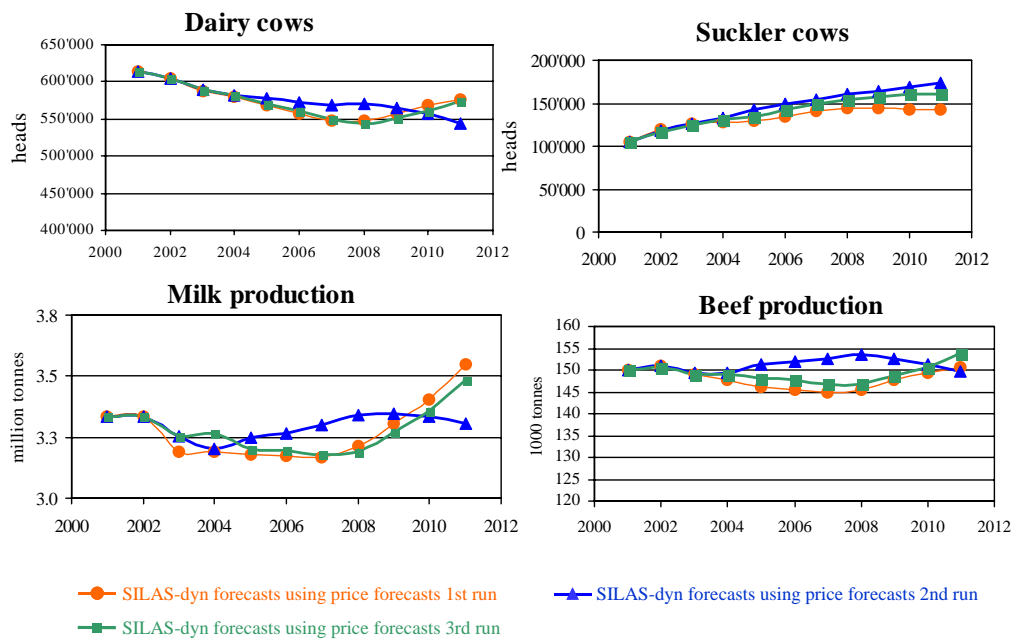 Dairy cows
650'000
600'000
550'000
500'000
450'000
400'000
heads
2000 2002 2004 2006 2008 2010 2012
Suckler cows
200'000
150'000
100'000
50'000
0
heads
2000 2002 2004 2006 2008 2010 2012
Milk production
3.8
3.5
3.3
3.0
million tonnes
2000 2002 2004 2006 2008 2010 2012
Beef production
160
155
150
145
140
135
130
125
120
1000 tonnes
2000 2002 2004 2006 2008 2010 2012
SILAS-dyn forecasts using price forecasts 1st run
SILAS-dyn forecasts using price forecasts 2nd run
SILAS-dyn forecasts using price forecasts 3rd run